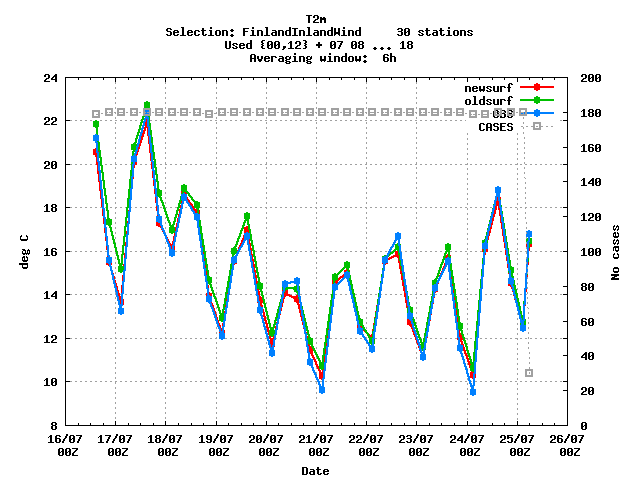 T2m
Selection: FinlandInlandWind     30 stations
Used {00,12} + 07 08 ... 18
Averaging window:  6h
24
22
20
18
16
14
12
10
8
deg C
200
180
160
140
120
100
80
60
40
20
0
No cases
newsurf
oldsurf
OBS
CASES
16/07 17/07 18/07 19/07 20/07 21/07 22/07 23/07 24/07 25/07 26/07
00Z 00Z 00Z 00Z 00Z 00Z 00Z 00Z 00Z 00Z 00Z
Date